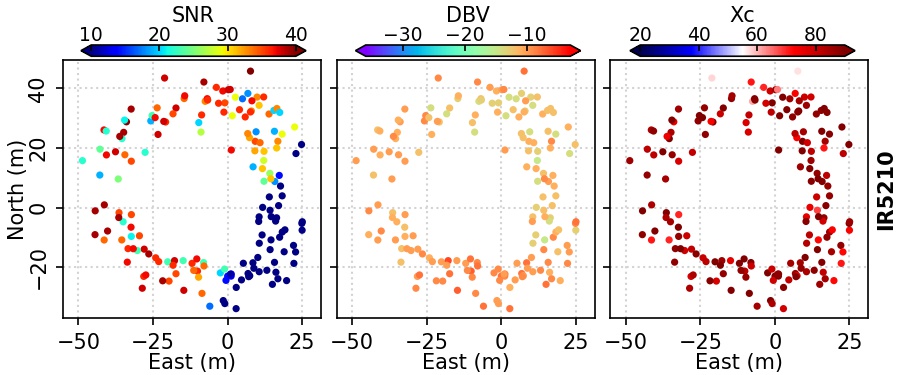 SNR DBV Xc
10 20 30 40 −30 −20 −10 20 40 60 80
North (m)
40
20
0
−20
IR5210
−50 −25 0 25 −50 −25 0 25 −50 −25 0 25
East (m) East (m) East (m)